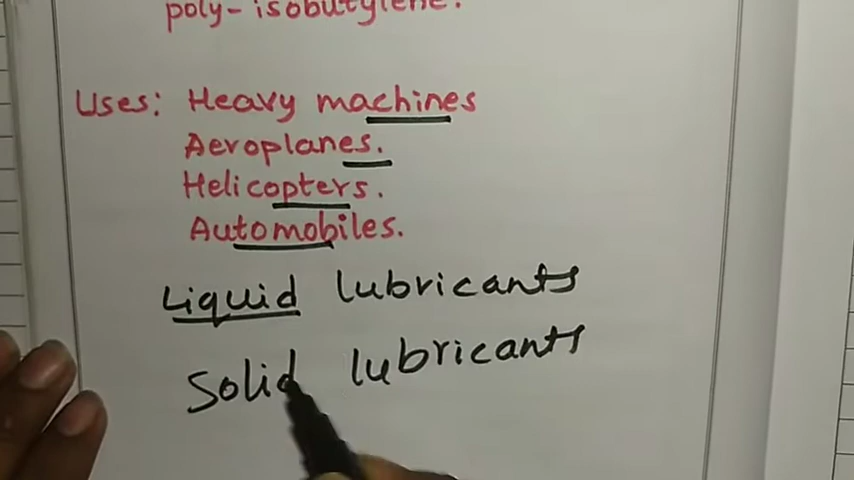 poly-isobutylene.
Uses: Heavy machines
Aeroplanes.
Helicopters.
Automobiles.
Liquid lubricants
Solid lubricants